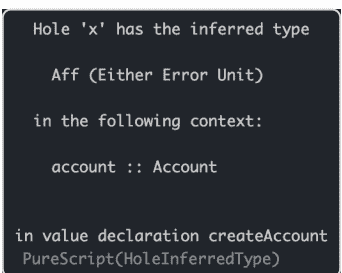 Hole 'x' has the inferred type
Aff (Either Error Unit)
in the following context:
account :: Account
in value declaration createAccount
PureScript(HoleInferredType)